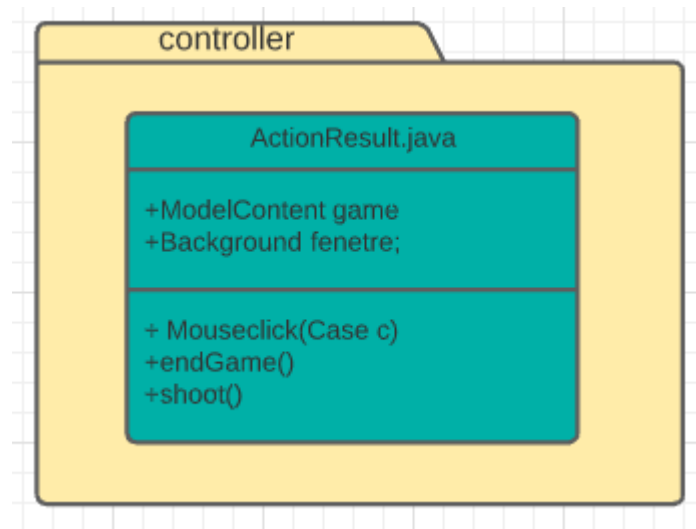 controller
ActionResult.java
+ModelContent game
+Background fenetre;
+ Mouseclick(Case c)
+endGame()
+shoot()